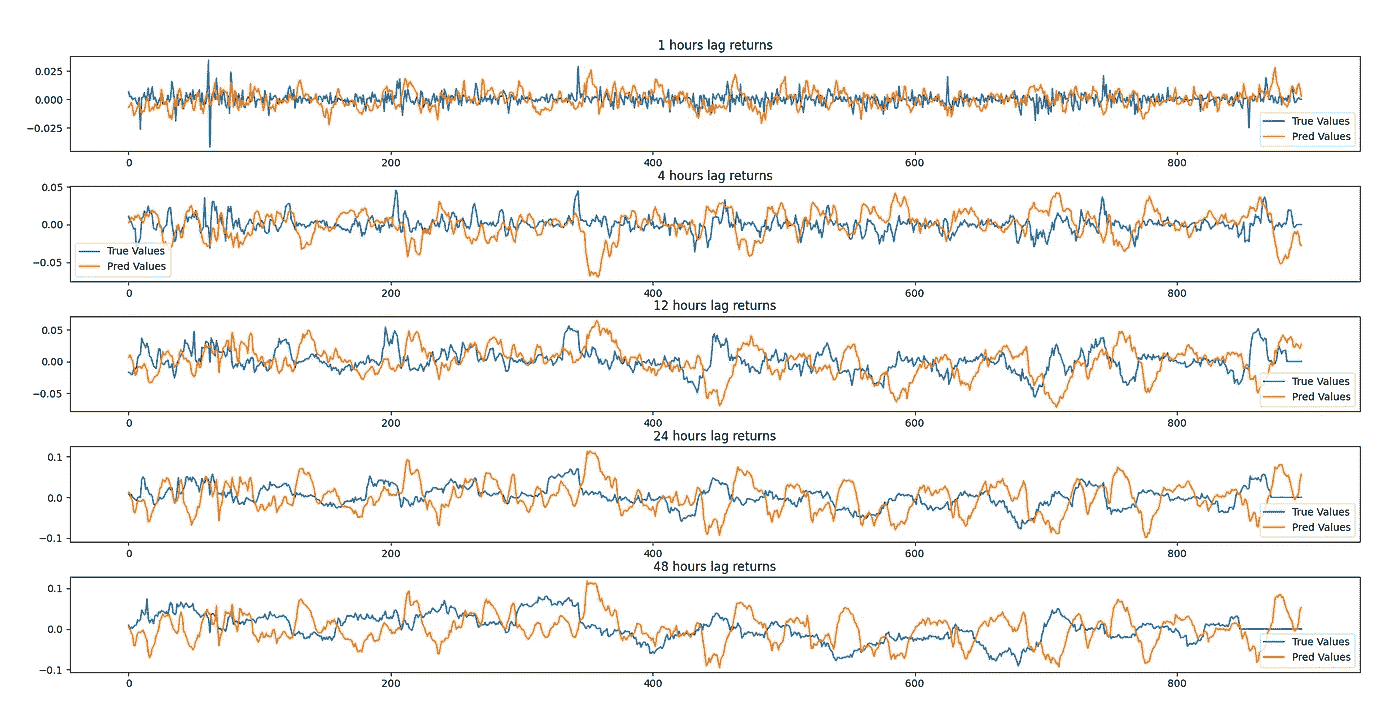 1 hours lag returns
0.025
0.000
−0.025
True Values
Pred Values
0 200 400 600 800
4 hours lag returns
0.05
0.00
−0.05
True Values
Pred Values
0 200 400 600 800
12 hours lag returns
0.05
0.00
−0.05
True Values
Pred Values
0 200 400 600 800
24 hours lag returns
0.1
0.0
−0.1
True Values
Pred Values
0 200 400 600 800
48 hours lag returns
0.1
0.0
−0.1
True Values
Pred Values
0 200 400 600 800